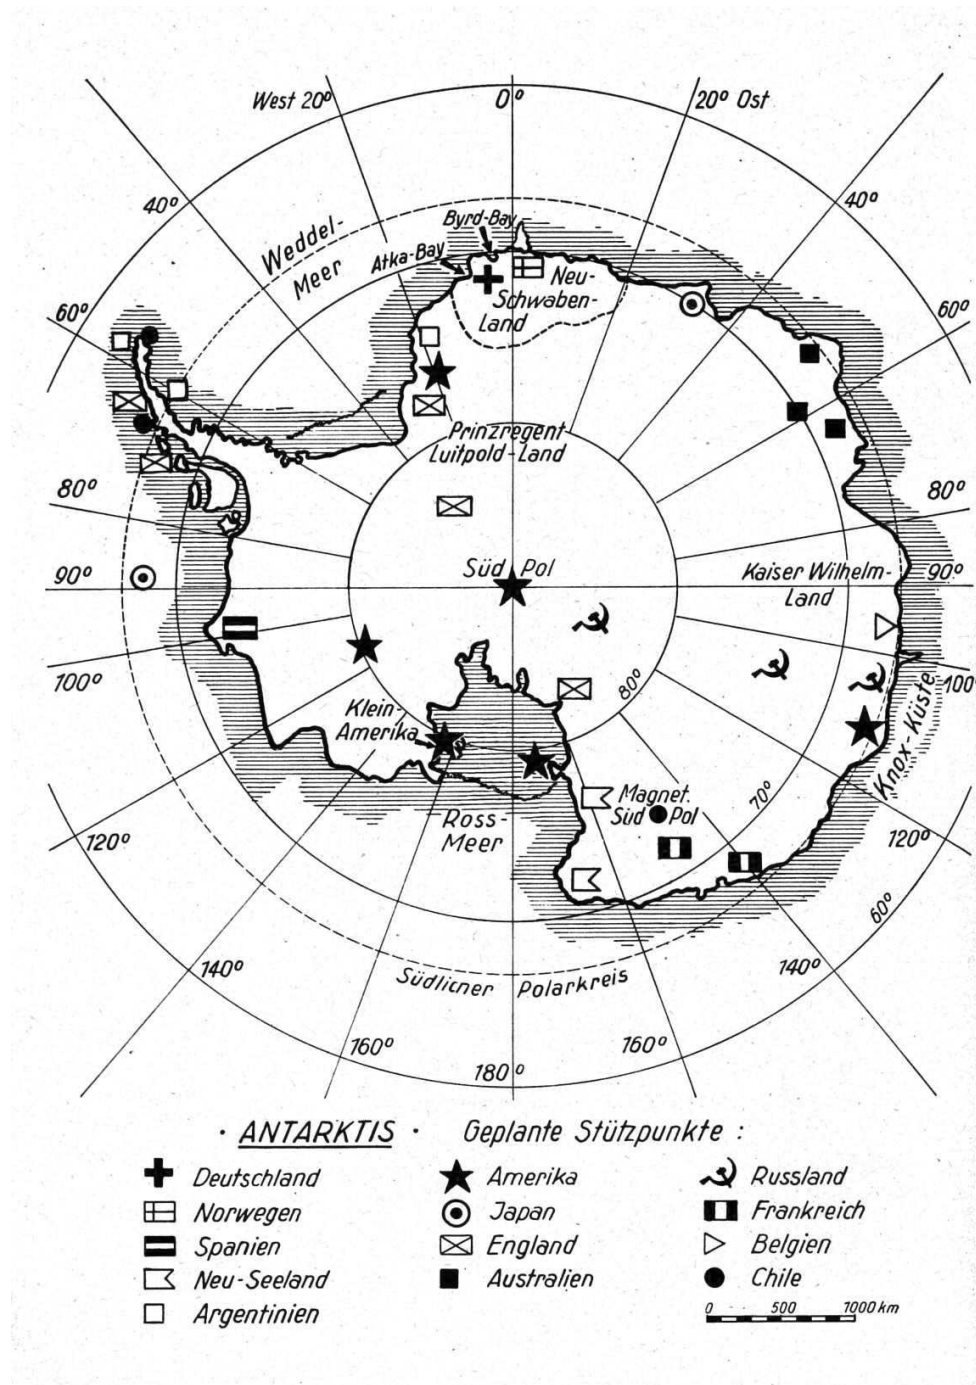 West 20°
0°
20° Ost
40°
40°
Byrd-Bay
Weddel-
Meer
Atka-Bay
Neu-
Schwaben-
Land
60°
60°
Prinzregent
Luitpold-Land
80°
80°
Süd Pol
Kaiser Wilhelm-
Land
90°
90°
100°
100°
80°
Klein-
Amerika
Knox-Küste
Magnet.
Süd Pol
70°
Ross-
Meer
120°
120°
60°
140°
140°
Südlicher Polarkreis
160°
160°
180°
· ANTARKTIS · Geplante Stützpunkte :
Deutschland Amerika Russland
Norwegen Japan Frankreich
Spanien England Belgien
Neu-Seeland Australien Chile
Argentinien
0 500 1000 km